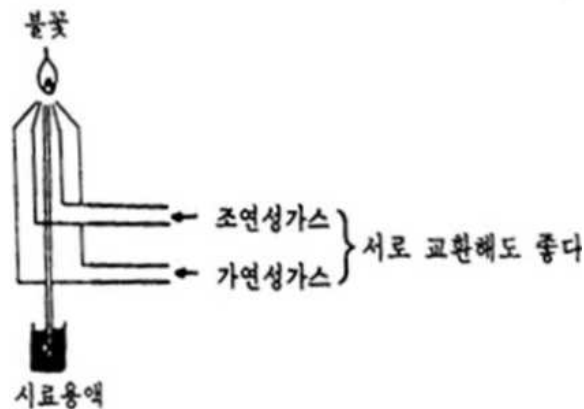 불꽃
조연성가스
가연성가스
서로 교환해도 좋다
시료용액